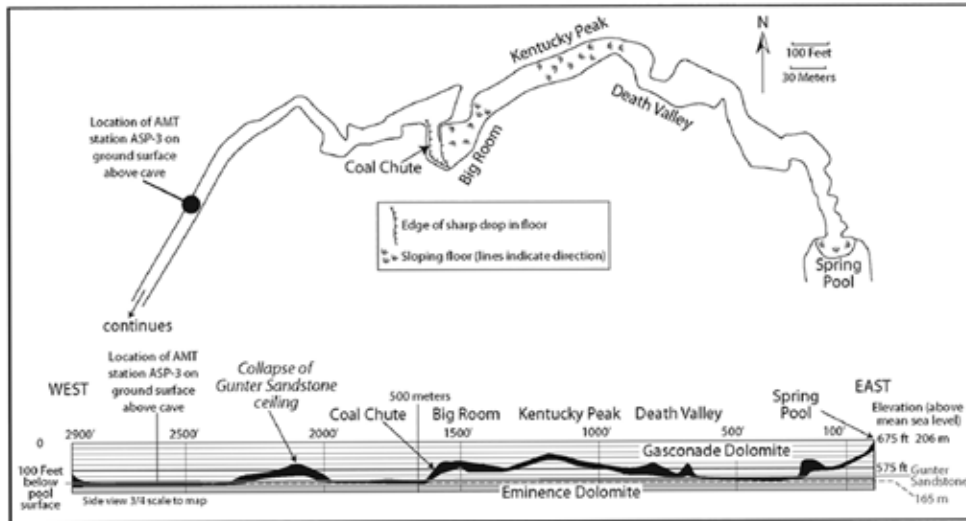 Kentucky Peak
N
100 Feet
30 Meters
Location of AMT
station ASP-3 on
ground surface
above cave
Death Valley
Coal Chute
Big Room
Edge of sharp drop in floor
Sloping floor (lines indicate direction)
Spring
Pool
continues
Location of AMT
station ASP-3 on
ground surface
above cave
Collapse of
Gunter Sandstone
ceiling
WEST
500 meters
EAST
Coal Chute
Big Room
Kentucky Peak
Death Valley
Spring
Pool
Elevation (above
mean sea level)
0
2900'
2500'
2000'
1500'
1000'
100'
675 ft 206 m
Gasconade Dolomite
100 Feet
below
pool
surface
575 ft
Gunter
Sandstone
165 m
Eminence Dolomite
Side view 3/4 scale to map